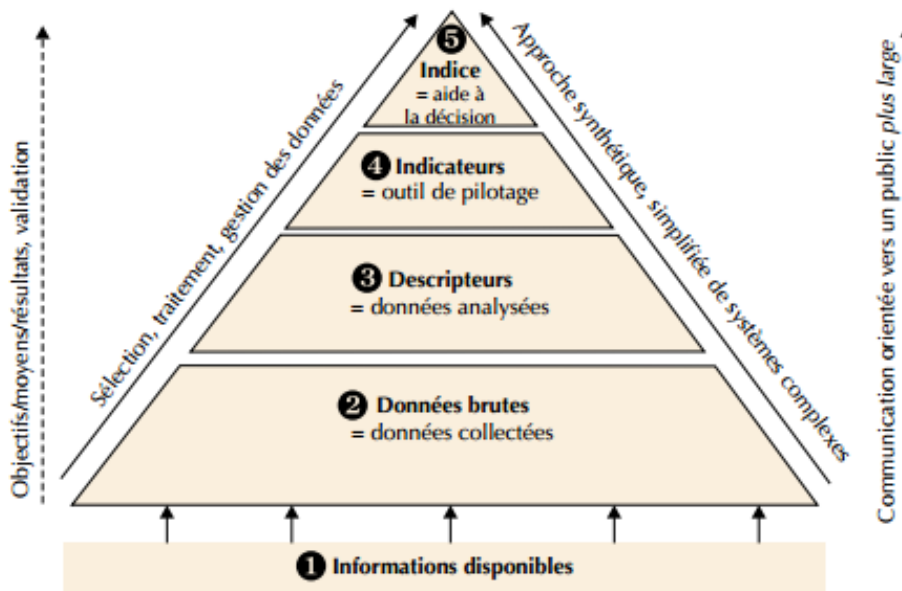 5
Indice
= aide à
la décision
4 Indicateurs
= outil de pilotage
3 Descripteurs
= données analysées
2 Données brutes
= données collectées
1 Informations disponibles
Objectifs/moyens/résultats, validation
Sélection, traitement, gestion des données
Approche synthétique, simplifiée de systèmes complexes
Communication orientée vers un public plus large